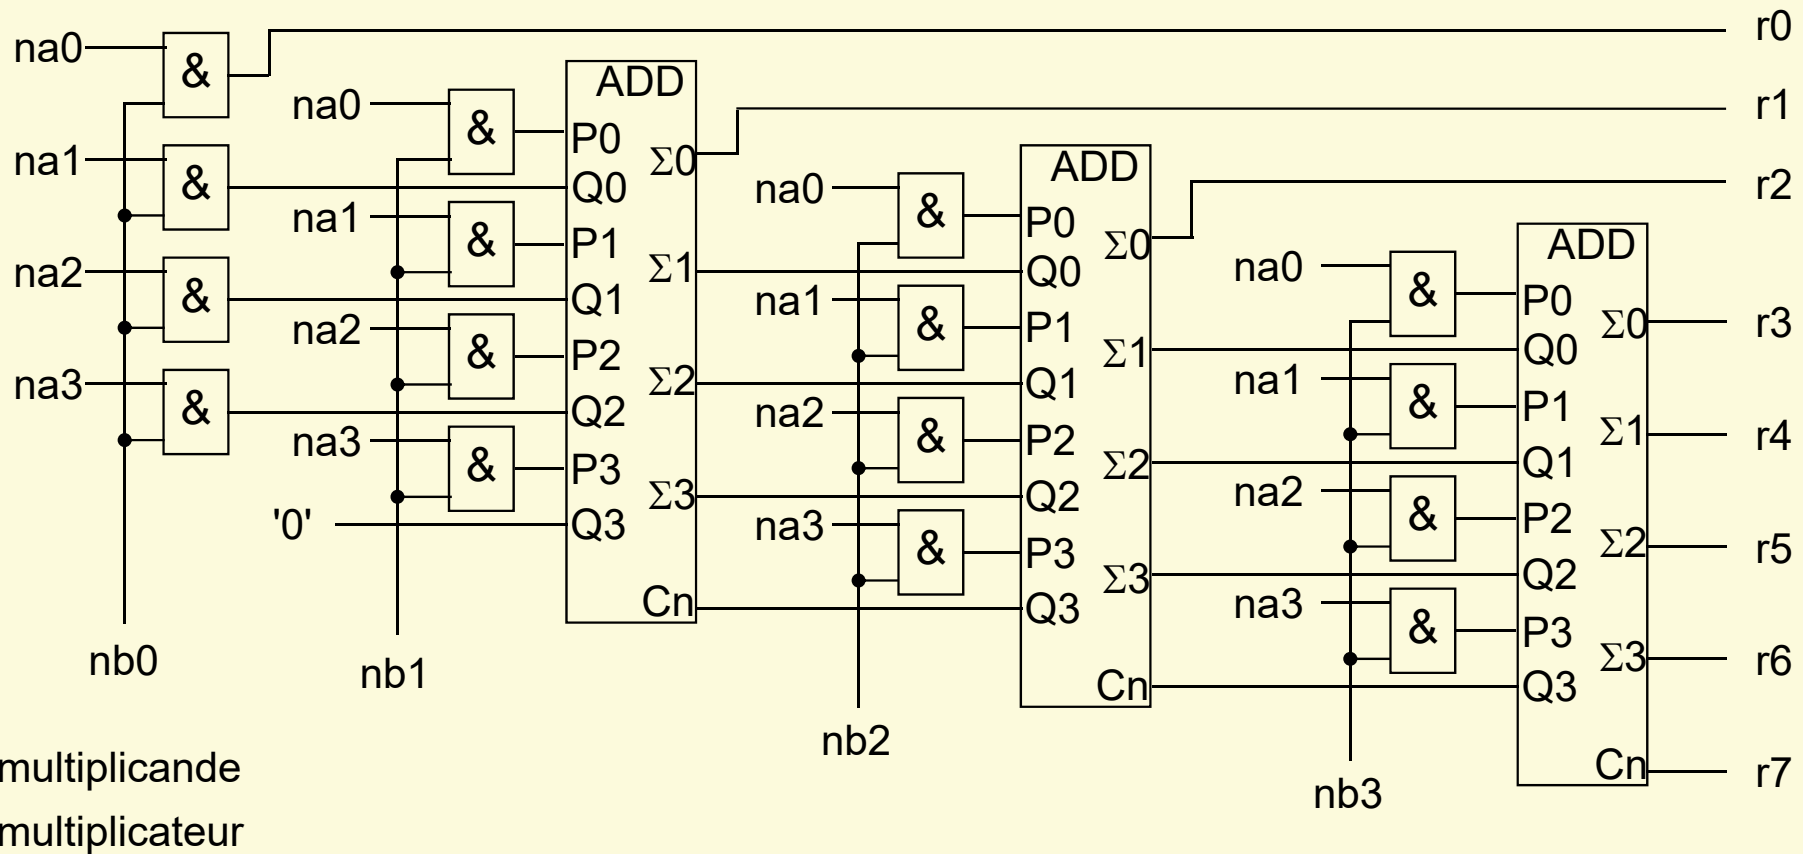 na0
&
na1
&
na2
&
na3
&
nb0
na0
&
na1
&
na2
&
na3
&
'0'
nb1
ADD
P0
Σ0
Q0
P1
Σ1
Q1
P2
Σ2
Q2
P3
Σ3
Q3
Cn
na0
&
na1
&
na2
&
na3
&
nb2
ADD
P0
Σ0
Q0
P1
Σ1
Q1
P2
Σ2
Q2
P3
Σ3
Q3
Cn
na0
&
na1
&
na2
&
na3
&
nb3
ADD
P0
Σ0
Q0
P1
Σ1
Q1
P2
Σ2
Q2
P3
Σ3
Q3
Cn
r0
r1
r2
r3
r4
r5
r6
r7
multiplicande
multiplicateur